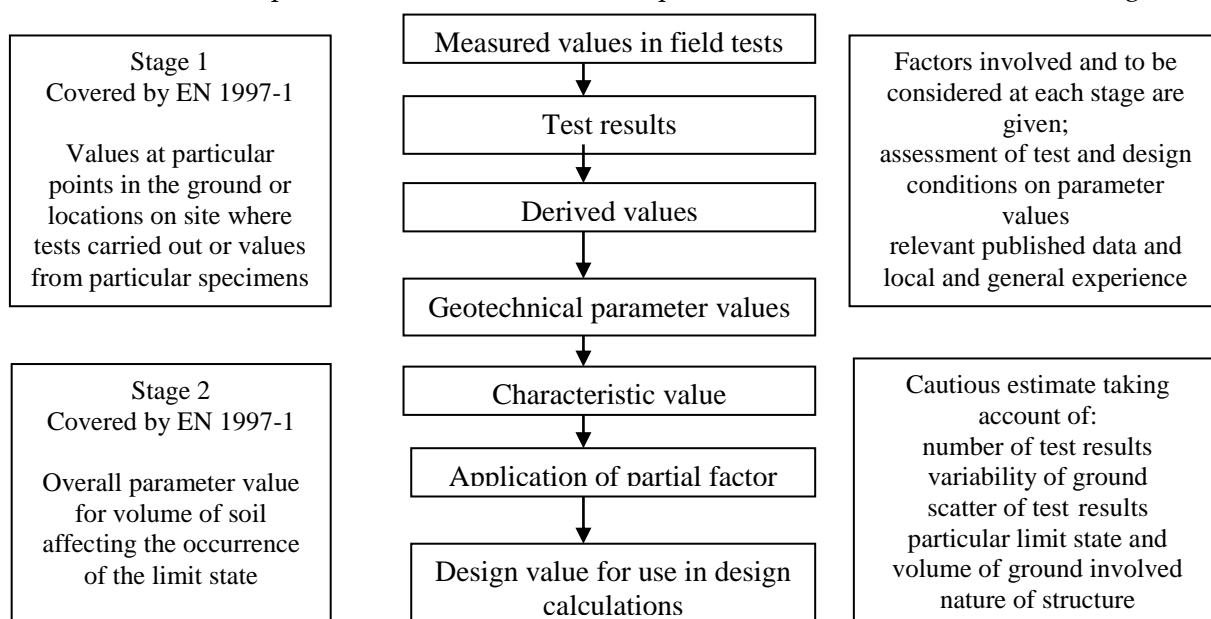 Stage 1
Covered by EN 1997-1
Values at particular
points in the ground or
locations on site where
tests carried out or values
from particular specimens
Stage 2
Covered by EN 1997-1
Overall parameter value
for volume of soil
affecting the occurrence
of the limit state
Measured values in field tests
Test results
Derived values
Geotechnical parameter values
Characteristic value
Application of partial factor
Design value for use in design
calculations
Factors involved and to be
considered at each stage are
given;
assessment of test and design
conditions on parameter
values
relevant published data and
local and general experience
Cautious estimate taking
account of:
number of test results
variability of ground
scatter of test results
particular limit state and
volume of ground involved
nature of structure